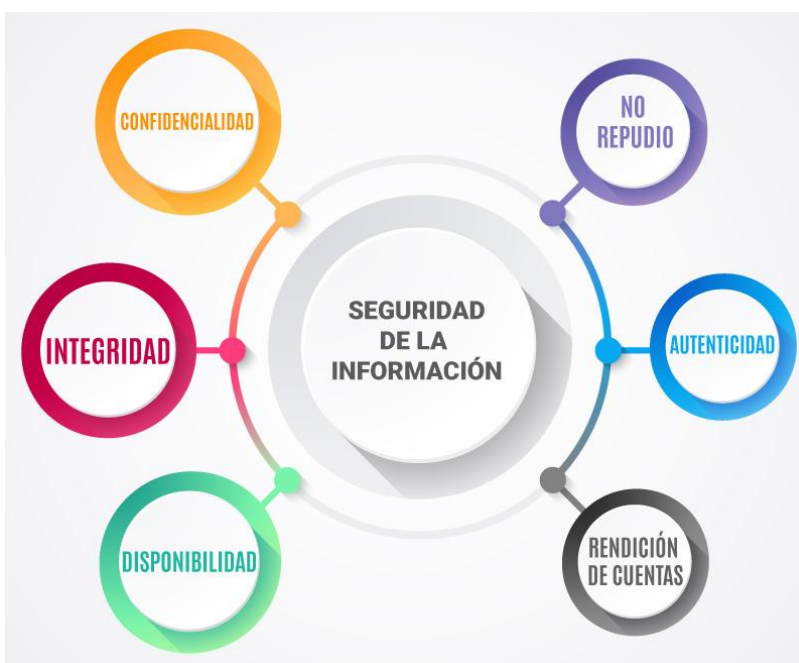 CONFIDENCIALIDAD
INTEGRIDAD
DISPONIBILIDAD
SEGURIDAD
DE LA
INFORMACIÓN
NO
REPUDIO
AUTENTICIDAD
RENDICIÓN
DE CUENTAS